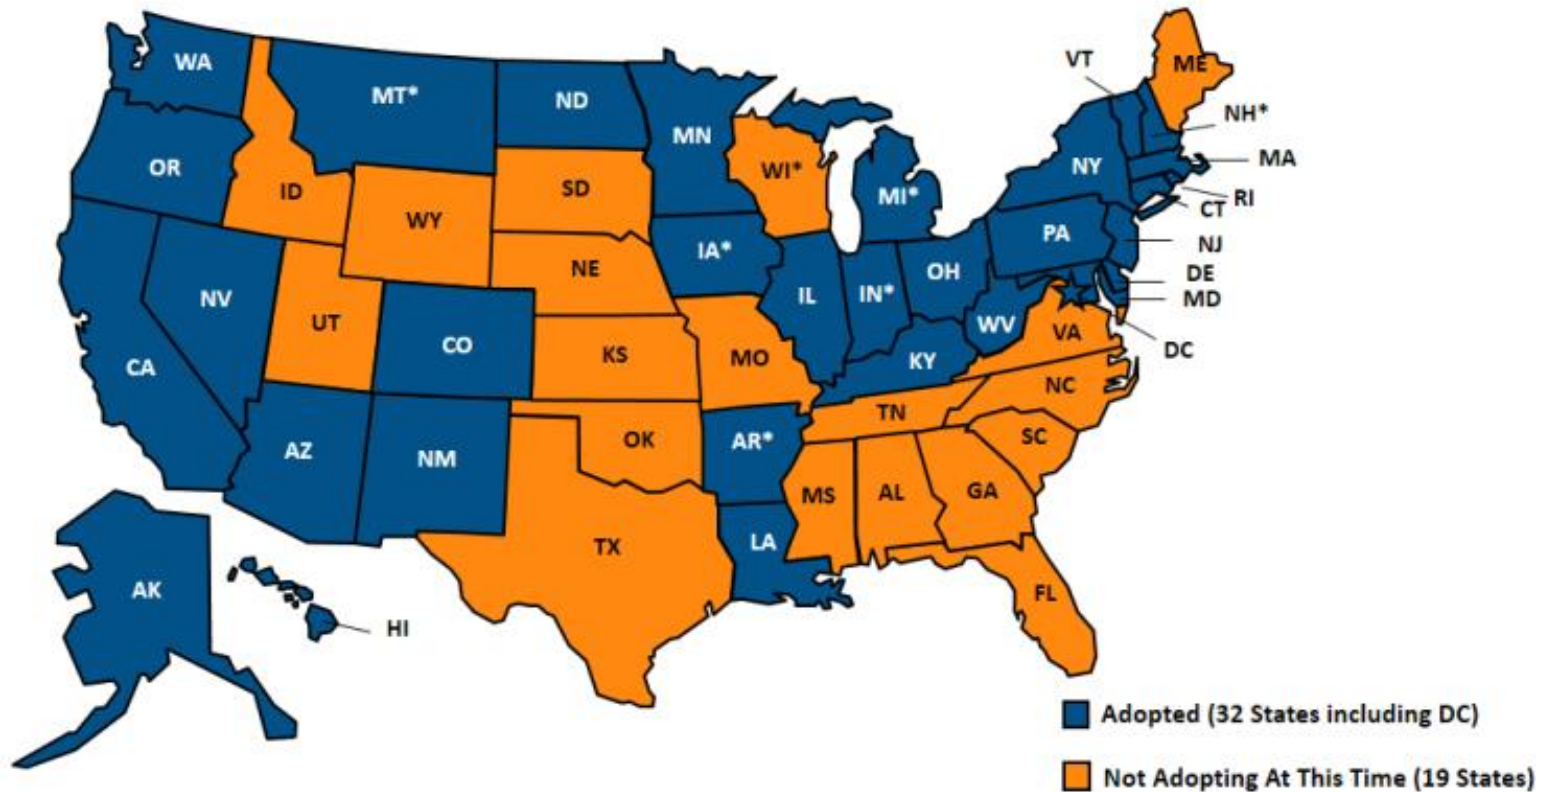 WA
MT*
ND
MN
VT
ME
NH*
OR
ID
WY
SD
WI*
MI*
NY
MA
RI
CT
PA
NJ
NV
UT
CO
NE
IA*
IL
IN*
OH
DE
MD
CA
KS
MO
KY
WV
VA
DC
AZ
NM
OK
AR*
TN
NC
SC
TX
LA
MS
AL
GA
FL
AK
HI
Adopted (32 States including DC)
Not Adopting At This Time (19 States)